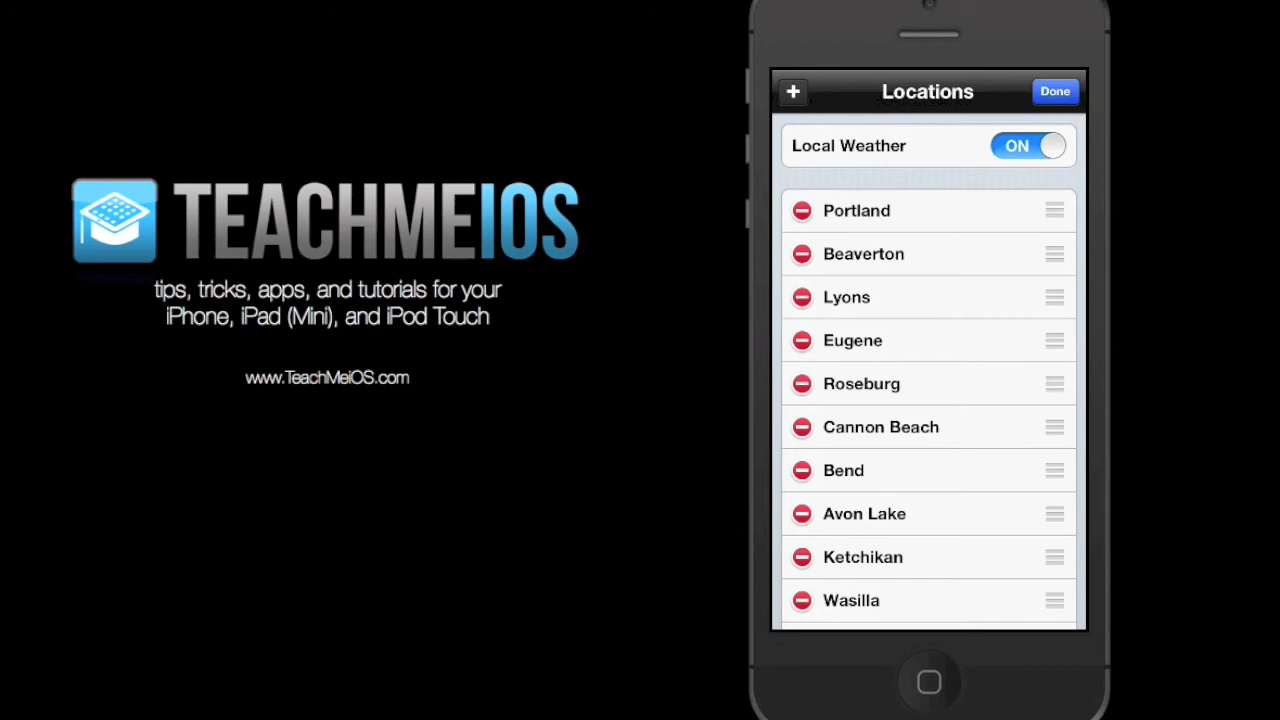 TEACHMEIOS
tips, tricks, apps, and tutorials for your
iPhone, iPad (Mini), and iPod Touch
www.TeachMeiOS.com
+ Locations Done
Local Weather ON
Portland
Beaverton
Lyons
Eugene
Roseburg
Cannon Beach
Bend
Avon Lake
Ketchikan
Wasilla